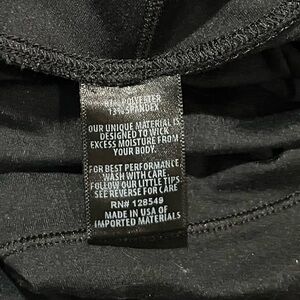 87% POLYESTER
13% SPANDEX
OUR UNIQUE MATERIAL IS
DESIGNED TO WICK
EXCESS MOISTURE FROM
YOUR BODY.
FOR BEST PERFORMANCE,
WASH WITH CARE.
FOLLOW OUR LITTLE TIPS.
SEE REVERSE FOR CARE
RN# 128549
MADE IN USA OF
IMPORTED MATERIALS